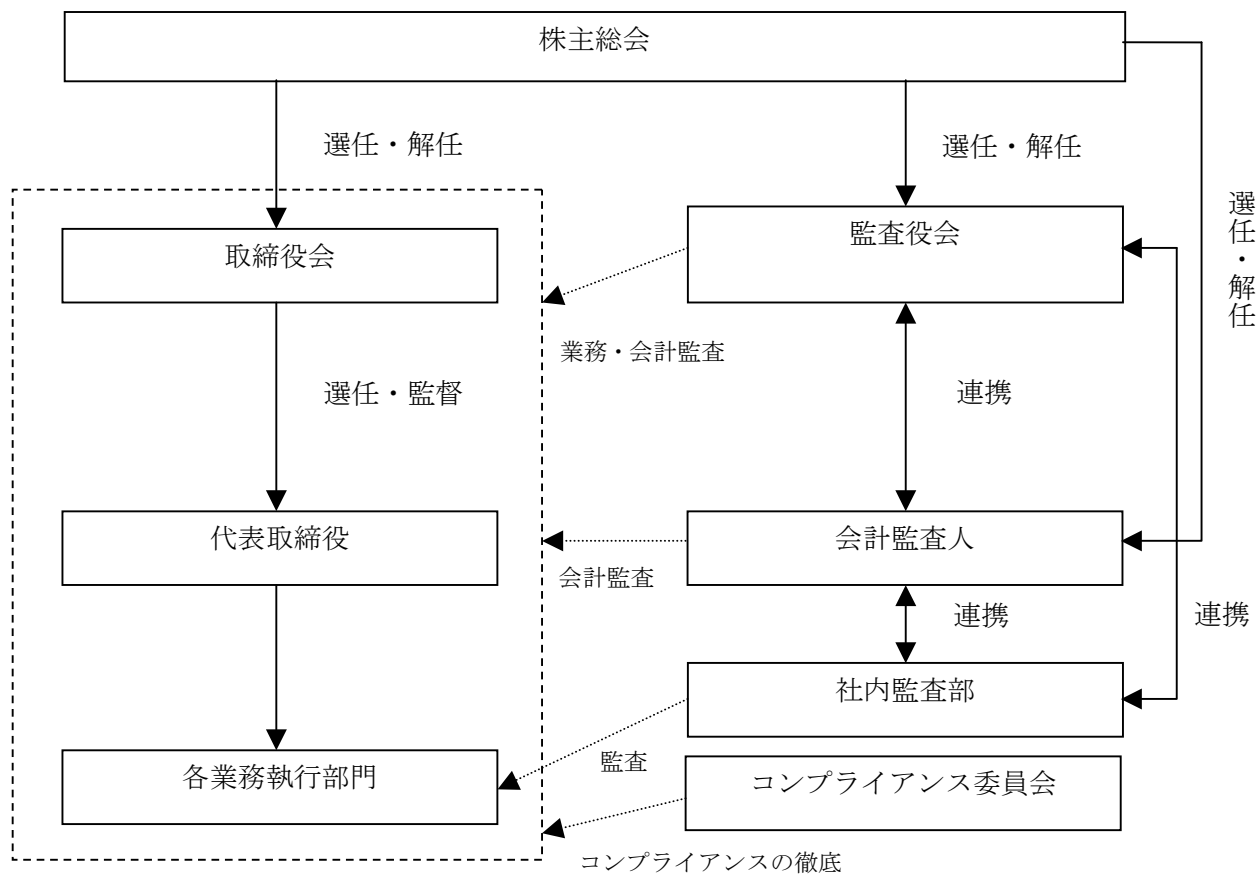 株主総会
選任・解任
選任・解任
選任・解任
取締役会
監査役会
業務・会計監査
選任・監督
連携
代表取締役
会計監査人
会計監査
連携
連携
社内監査部
各業務執行部門
監査
コンプライアンス委員会
コンプライアンスの徹底